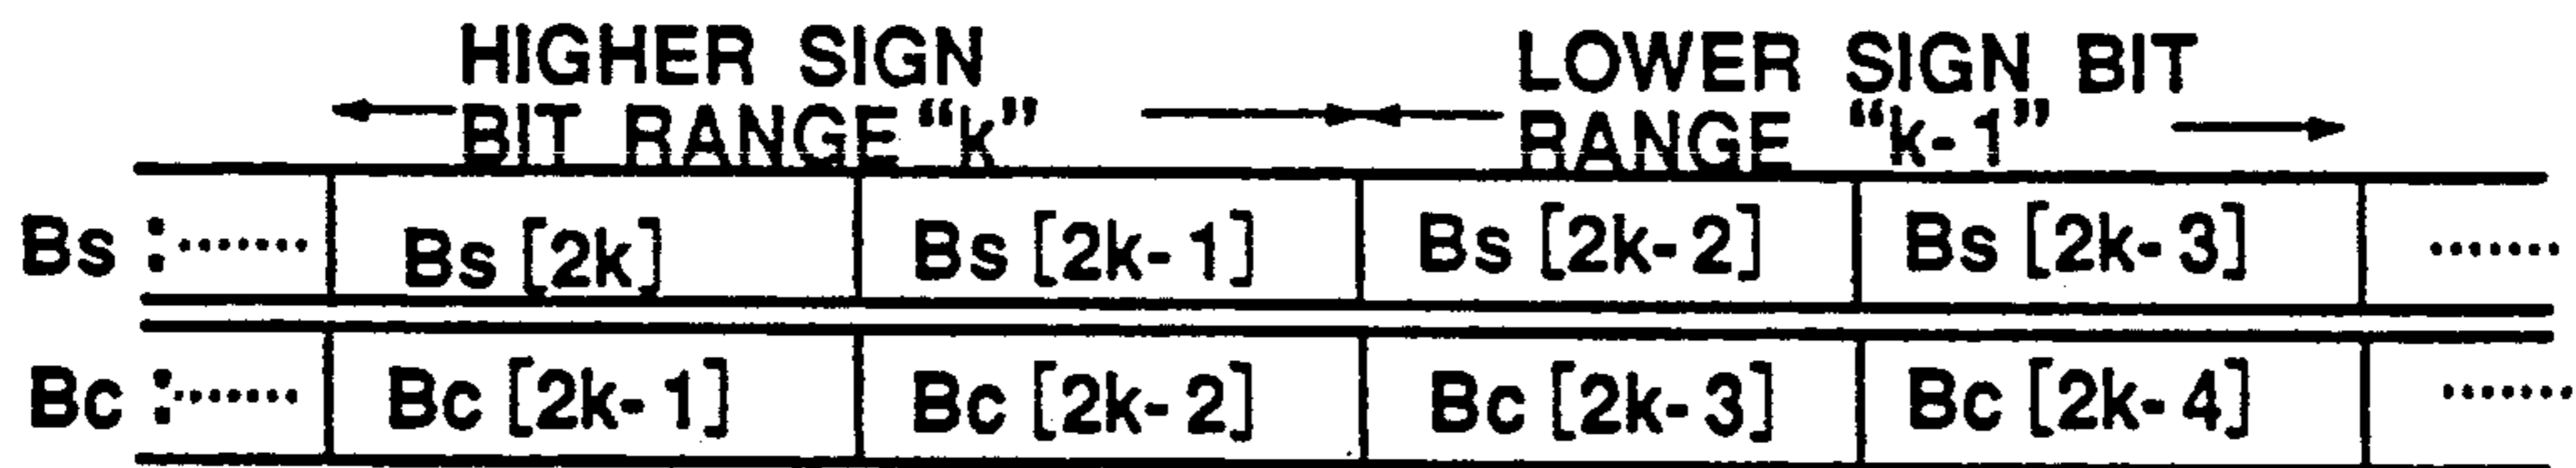 HIGHER SIGN
BIT RANGE "k"
LOWER SIGN BIT
RANGE "k-1"
Bs :....... Bs [2k] Bs [2k-1] Bs [2k-2] Bs [2k-3] .......
Bc :....... Bc [2k-1] Bc [2k-2] Bc [2k-3] Bc [2k-4] .......